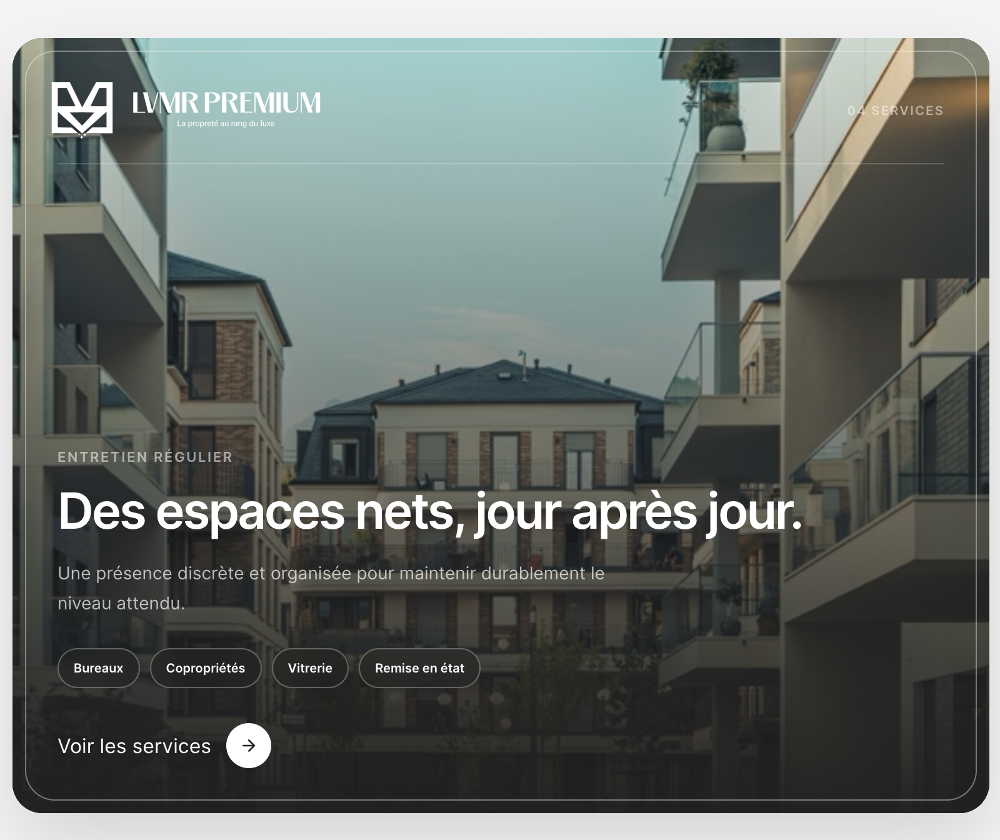 LVMR PREMIUM
La propreté au rang du luxe
04 SERVICES
ENTRETIEN RÉGULIER
Des espaces nets, jour après jour.
Une présence discrète et organisée pour maintenir durablement le
niveau attendu.
Bureaux
Copropriétés
Vitrerie
Remise en état
Voir les services